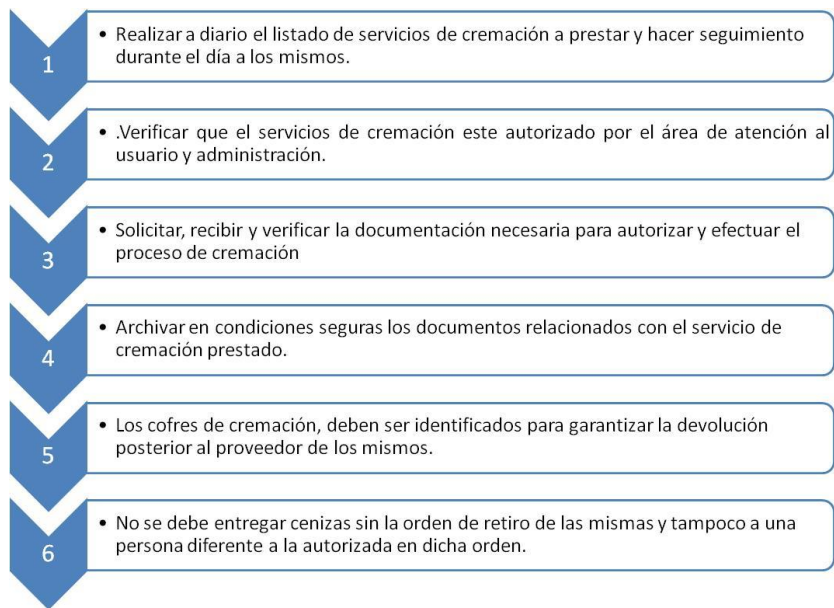 1
• Realizar a diario el listado de servicios de cremación a prestar y hacer seguimiento
durante el día a los mismos.
2
• .Verificar que el servicios de cremación este autorizado por el área de atención al
usuario y administración.
3
• Solicitar, recibir y verificar la documentación necesaria para autorizar y efectuar el
proceso de cremación
4
• Archivar en condiciones seguras los documentos relacionados con el servicio de
cremación prestado.
5
• Los cofres de cremación, deben ser identificados para garantizar la devolución
posterior al proveedor de los mismos.
6
• No se debe entregar cenizas sin la orden de retiro de las mismas y tampoco a una
persona diferente a la autorizada en dicha orden.